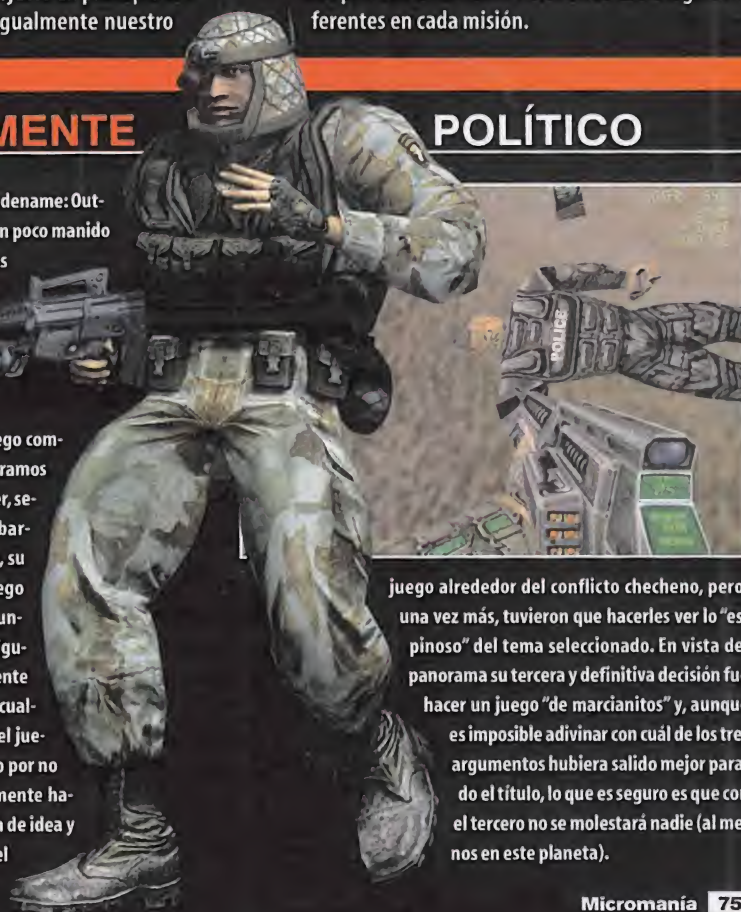 igualmente nuestro
ferentes en cada misión.
MENTE POLÍTICO
dename: Out-
n poco manido
s
ego com-
ramos
r, se-
bar-
, su
ego
un-
gu-
ente
cual-
el jue-
o por no
mente ha-
a de idea y
el
POLICE
juego alrededor del conflicto checheno, pero
una vez más, tuvieron que hacerles ver lo "es
pinoso" del tema seleccionado. En vista de
panorama su tercera y definitiva decisión fu
hacer un juego "de marcianitos" y, aunqu
es imposible adivinar con cuál de los tre
argumentos hubiera salido mejor para
do el título, lo que es seguro es que co
el tercero no se molestará nadie (al me
nos en este planeta).
Micromanía 75